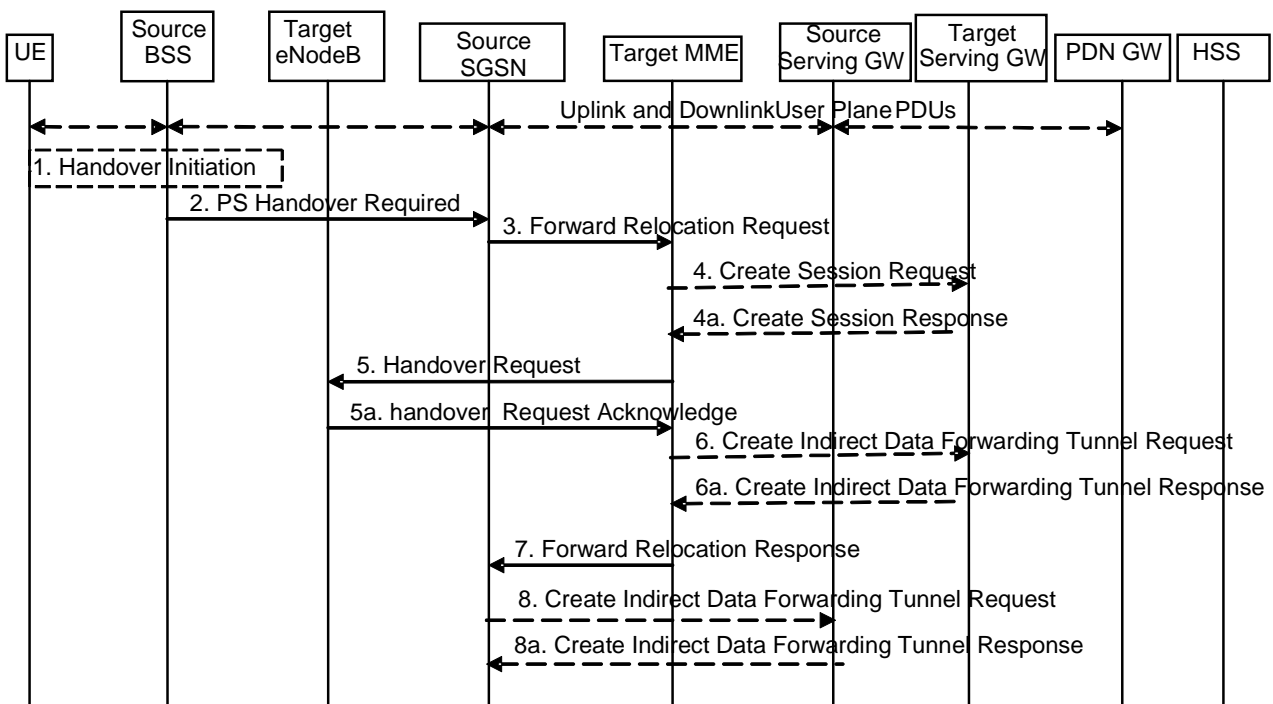 UE
Source
BSS
Target
eNodeB
Source
SGSN
Target MME
Source
Serving GW
Target
Serving GW
PDN GW
HSS
Uplink and DownlinkUser Plane PDUs
1. Handover Initiation
2. PS Handover Required
3. Forward Relocation Request
4. Create Session Request
4a. Create Session Response
5. Handover Request
5a. handover Request Acknowledge
6. Create Indirect Data Forwarding Tunnel Request
6a. Create Indirect Data Forwarding Tunnel Response
7. Forward Relocation Response
8. Create Indirect Data Forwarding Tunnel Request
8a. Create Indirect Data Forwarding Tunnel Response